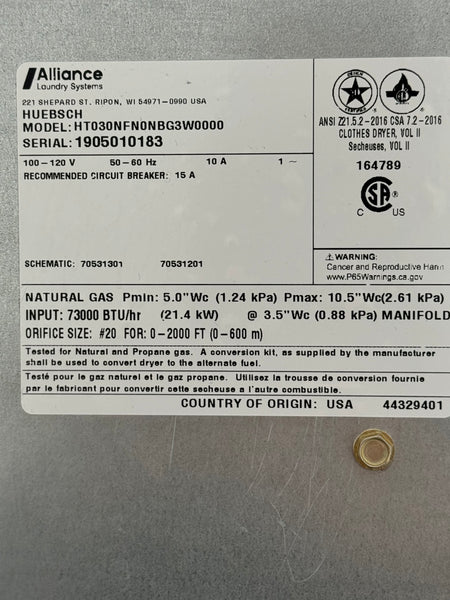 Alliance
Laundry Systems
221 SHEPARD ST. RIPON, WI 54971-0990 USA
HUEBSCH
MODEL: HT030NFN0NBG3W0000
SERIAL: 1905010183
100-120 V 50-60 Hz 10 A 1 ~
RECOMMENDED CIRCUIT BREAKER: 15 A
SCHEMATIC: 70531301 70531201
ANSI Z21.5.2-2016 CSA 7.2-2016
CLOTHES DRYER, VOL II
Secheuses, VOL II
164789
C US
WARNING:
Cancer and Reproductive Harm
www.P65Warnings.ca.gov
NATURAL GAS Pmin: 5.0"Wc (1.24 kPa) Pmax: 10.5"Wc(2.61 kPa)
INPUT: 73000 BTU/hr (21.4 kW) @ 3.5"Wc (0.88 kPa) MANIFOLD
ORIFICE SIZE: #20 FOR: 0-2000 FT (0-600 m)
Tested for Natural and Propane gas. A conversion kit, as supplied by the manufacturer
shall be used to convert dryer to the alternate fuel.
Testé pour le gaz naturel et le gaz propane. Utilisez la trousse de conversion fournie
par le fabricant pour convertir cette secheuse a l'autre combustible.
COUNTRY OF ORIGIN: USA 44329401